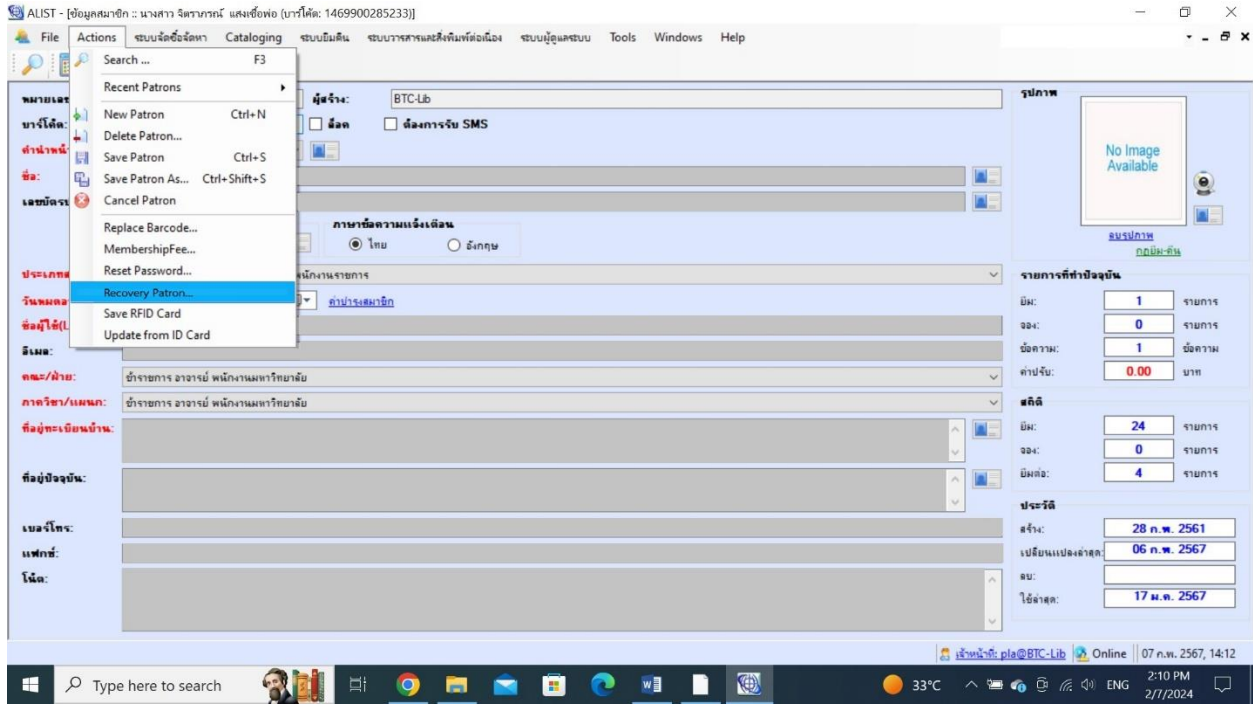 ALIST - [ข้อมูลสมาชิก :: นางสาว จิตราภรณ์ แสงเชื้อพ่อ (บาร์โค้ด: 1469900285233)]
File Actions ระบบจัดซื้อจัดหา Cataloging ระบบยืมคืน ระบบวารสารและสิ่งพิมพ์ต่อเนื่อง ระบบผู้ดูแลระบบ Tools Windows Help
Search ... F3
Recent Patrons
New Patron Ctrl+N
Delete Patron...
Save Patron Ctrl+S
Save Patron As... Ctrl+Shift+S
Cancel Patron
Replace Barcode...
MembershipFee...
Reset Password...
Recovery Patron...
Save RFID Card
Update from ID Card
ผู้สร้าง: BTC-Lib
บาร์โค้ด: ล็อค ต้องการรับ SMS
ชื่อ:
ภาษาข้อความแจ้งเตือน
ไทย อังกฤษ
ค่าบำรุงสมาชิก
อีเมล:
คณะ/ฝ่าย: ข้าราชการ อาจารย์ พนักงานมหาวิทยาลัย
ภาควิชา/แผนก: ข้าราชการ อาจารย์ พนักงานมหาวิทยาลัย
ที่อยู่ทะเบียนบ้าน:
ที่อยู่ปัจจุบัน:
เบอร์โทร:
แฟกซ์:
โน้ต:
รูปภาพ
No Image
Available
ลบรูปภาพ
กฎยืม-คืน
รายการที่ทำปัจจุบัน
ยืม: 1 รายการ
จอง: 0 รายการ
ข้อความ: 1 ข้อความ
ค่าปรับ: 0.00 บาท
สถิติ
ยืม: 24 รายการ
จอง: 0 รายการ
ยืมต่อ: 4 รายการ
ประวัติ
สร้าง: 28 ก.พ. 2561
เปลี่ยนแปลงล่าสุด: 06 ก.พ. 2567
ลบ:
ใช้ล่าสุด: 17 ม.ค. 2567
เจ้าหน้าที่: pla@BTC-Lib Online 07 ก.พ. 2567, 14:12
Type here to search 33°C ENG 2:10 PM
2/7/2024